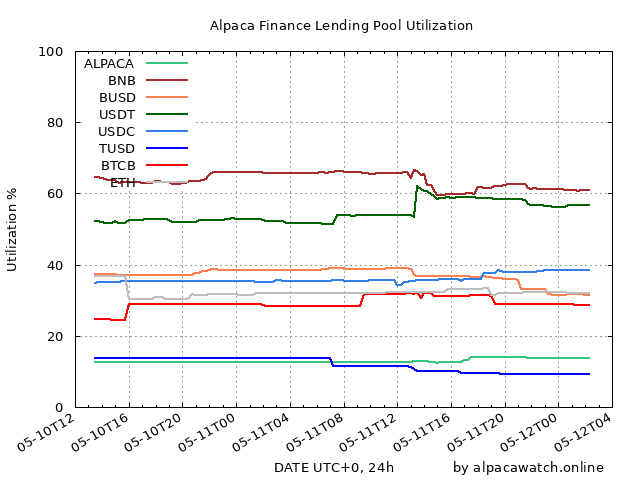 Alpaca Finance Lending Pool Utilization
100
80
60
40
20
0
Utilization %
ALPACA
BNB
BUSD
USDT
USDC
TUSD
BTCB
ETH
05-10T12
05-10T16
05-10T20
05-11T00
05-11T04
05-11T08
05-11T12
05-11T16
05-11T20
05-12T00
05-12T04
DATE UTC+0, 24h
by alpacawatch.online